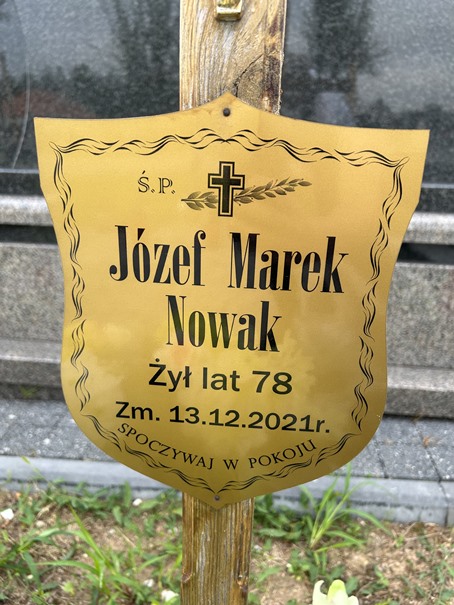 Ś.P.
Józef Marek
Nowak
Żył lat 78
Zm. 13.12.2021r.
SPOCZYWAJ W POKOJU